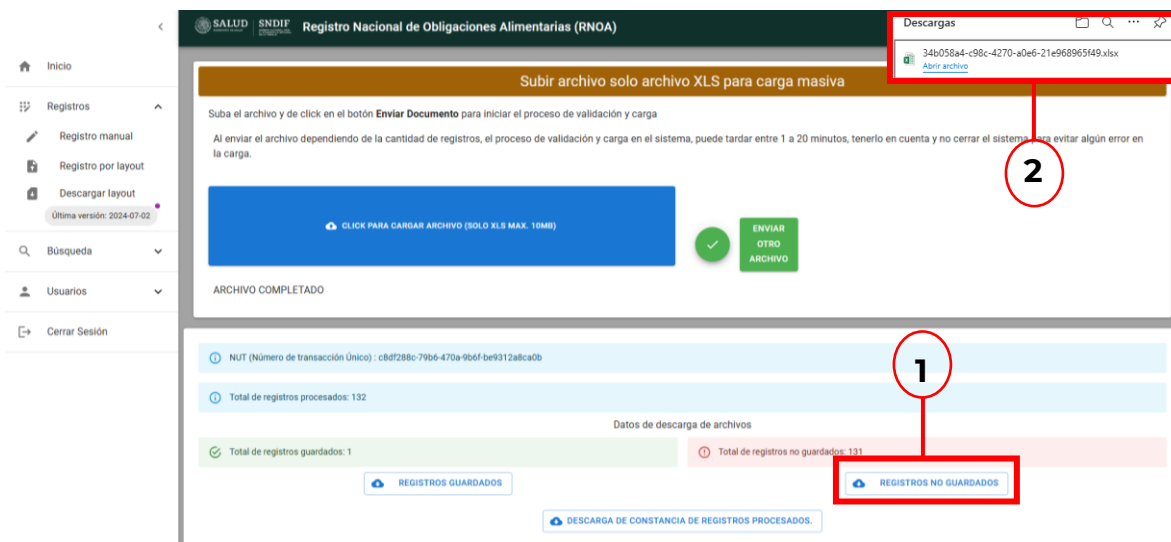 SALUD
SNDIF
Registro Nacional de Obligaciones Alimentarias (RNOA)
Descargas
34b058a4-c98c-4270-a0e6-21e968965f49.xlsx
Abrir archivo
2
Inicio
Registros
Registro manual
Registro por layout
Descargar layout
Última versión: 2024-07-02
Búsqueda
Usuarios
Cerrar Sesión
Subir archivo solo archivo XLS para carga masiva
Suba el archivo y de click en el botón Enviar Documento para iniciar el proceso de validación y carga
Al enviar el archivo dependiendo de la cantidad de registros, el proceso de validación y carga en el sistema, puede tardar entre 1 a 20 minutos, tenerlo en cuenta y no cerrar el sistema para evitar algún error en
la carga.
CLICK PARA CARGAR ARCHIVO (SOLO XLS MAX. 10MB)
ENVIAR
OTRO
ARCHIVO
ARCHIVO COMPLETADO
NUT (Número de transacción Único) : c8df288c-79b6-470a-9b6f-be9312a8ca0b
1
Total de registros procesados: 132
Datos de descarga de archivos
Total de registros guardados: 1
Total de registros no guardados: 131
REGISTROS GUARDADOS
REGISTROS NO GUARDADOS
DESCARGA DE CONSTANCIA DE REGISTROS PROCESADOS.